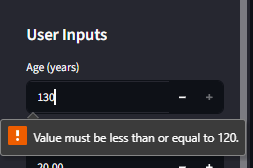 User Inputs
Age (years)
130
Value must be less than or equal to 120.
20.00